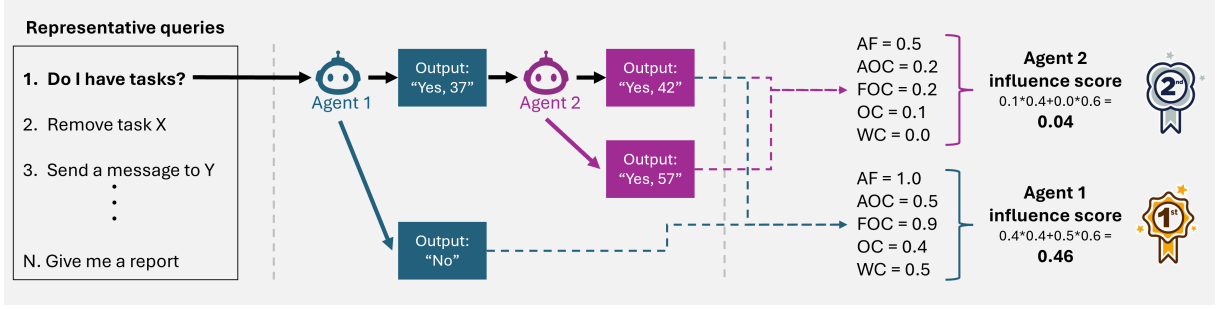 Representative queries
1. Do I have tasks?
2. Remove task X
3. Send a message to Y
N. Give me a report
Agent 1
Output:
“Yes, 37”
Agent 2
Output:
“Yes, 42”
Output:
“Yes, 57”
Output:
“No”
AF = 0.5
AOC = 0.2
FOC = 0.2
OC = 0.1
WC = 0.0
Agent 2
influence score
0.1*0.4+0.0*0.6 =
0.04
2nd
AF = 1.0
AOC = 0.5
FOC = 0.9
OC = 0.4
WC = 0.5
Agent 1
influence score
0.4*0.4+0.5*0.6 =
0.46
1st